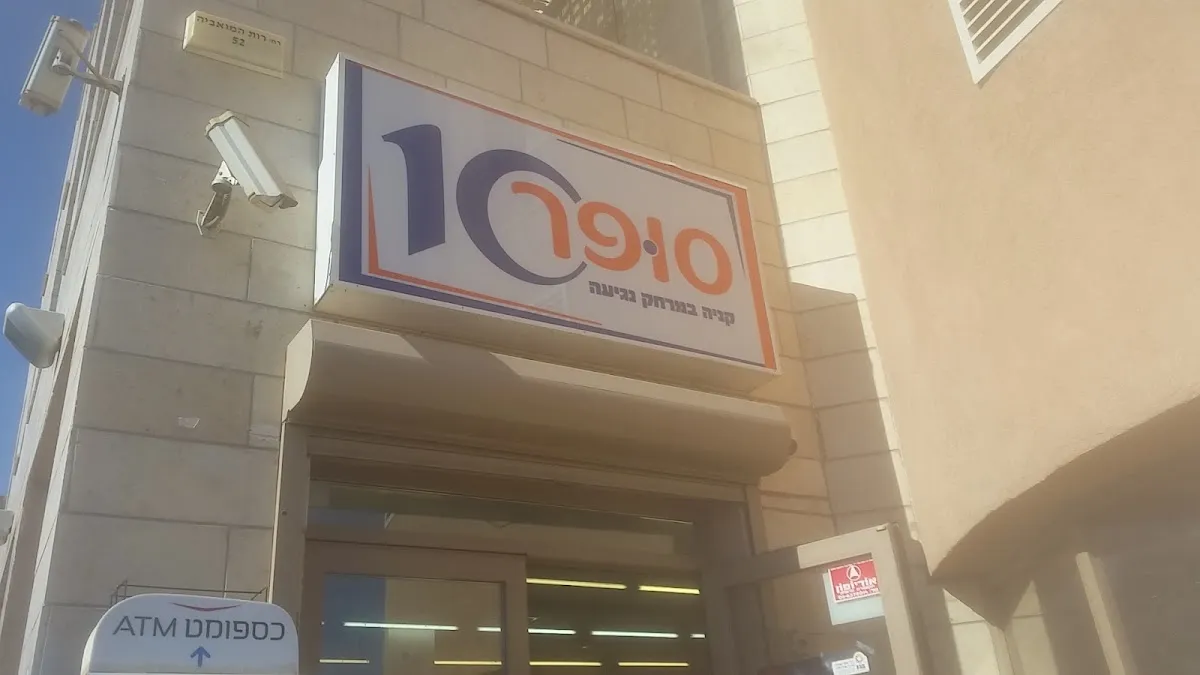 רח' רות המואביה
52
סופר 10
קניה במרחק נגיעה
כספומט ATM